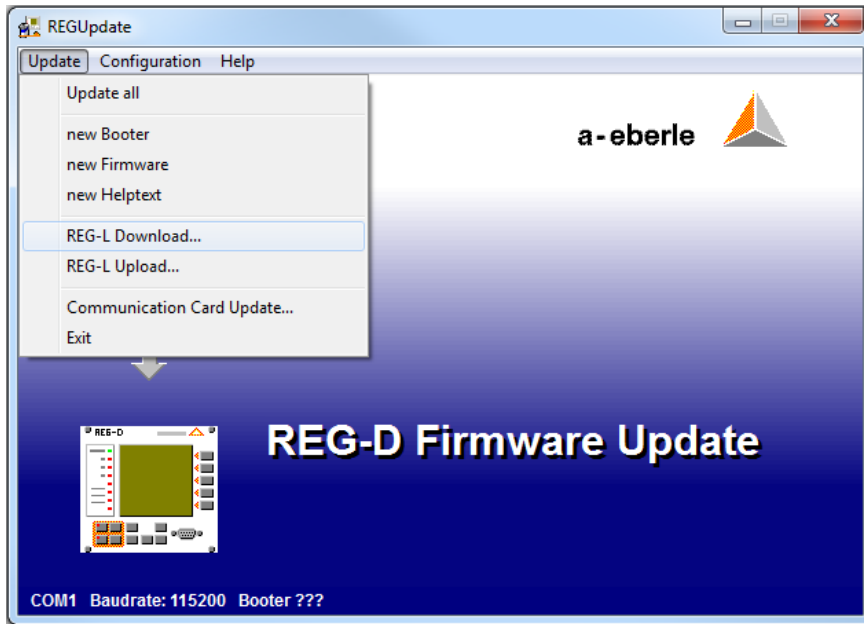 REGUpdate
Update Configuration Help
Update all
new Booter
new Firmware
new Helptext
REG-L Download...
REG-L Upload...
Communication Card Update...
Exit
a-eberle
REG-D
REG-D Firmware Update
COM1 Baudrate: 115200 Booter ???